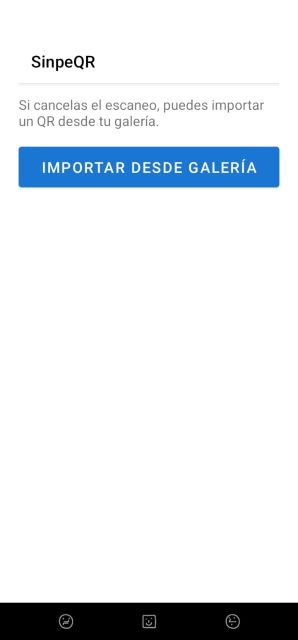 SinpeQR
Si cancelas el escaneo, puedes importar
un QR desde tu galería.
IMPORTAR DESDE GALERÍA